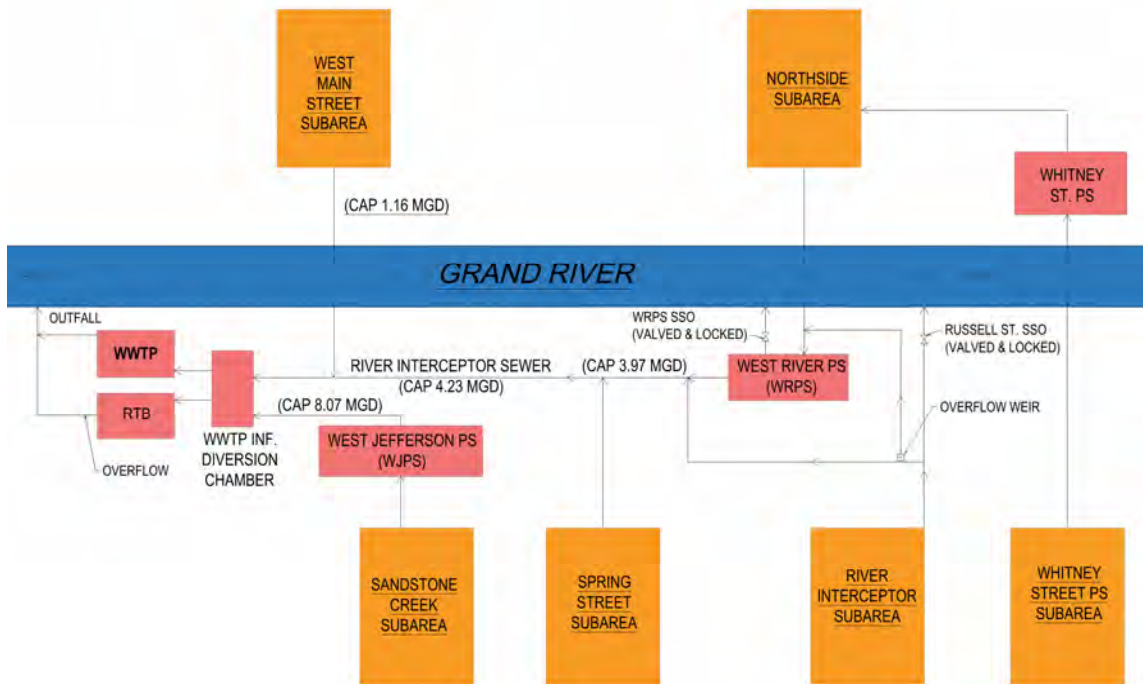 WEST
MAIN
STREET
SUBAREA
NORTHSIDE
SUBAREA
WHITNEY
ST. PS
(CAP 1.16 MGD)
GRAND RIVER
OUTFALL
WRPS SSO
(VALVED & LOCKED)
RUSSELL ST. SSO
(VALVED & LOCKED)
WWTP
RIVER INTERCEPTOR SEWER
(CAP 4.23 MGD)
(CAP 3.97 MGD)
WEST RIVER PS
(WRPS)
RTB
(CAP 8.07 MGD)
OVERFLOW WEIR
WWTP INF.
DIVERSION
CHAMBER
WEST JEFFERSON PS
(WJPS)
OVERFLOW
SANDSTONE
CREEK
SUBAREA
SPRING
STREET
SUBAREA
RIVER
INTERCEPTOR
SUBAREA
WHITNEY
STREET PS
SUBAREA